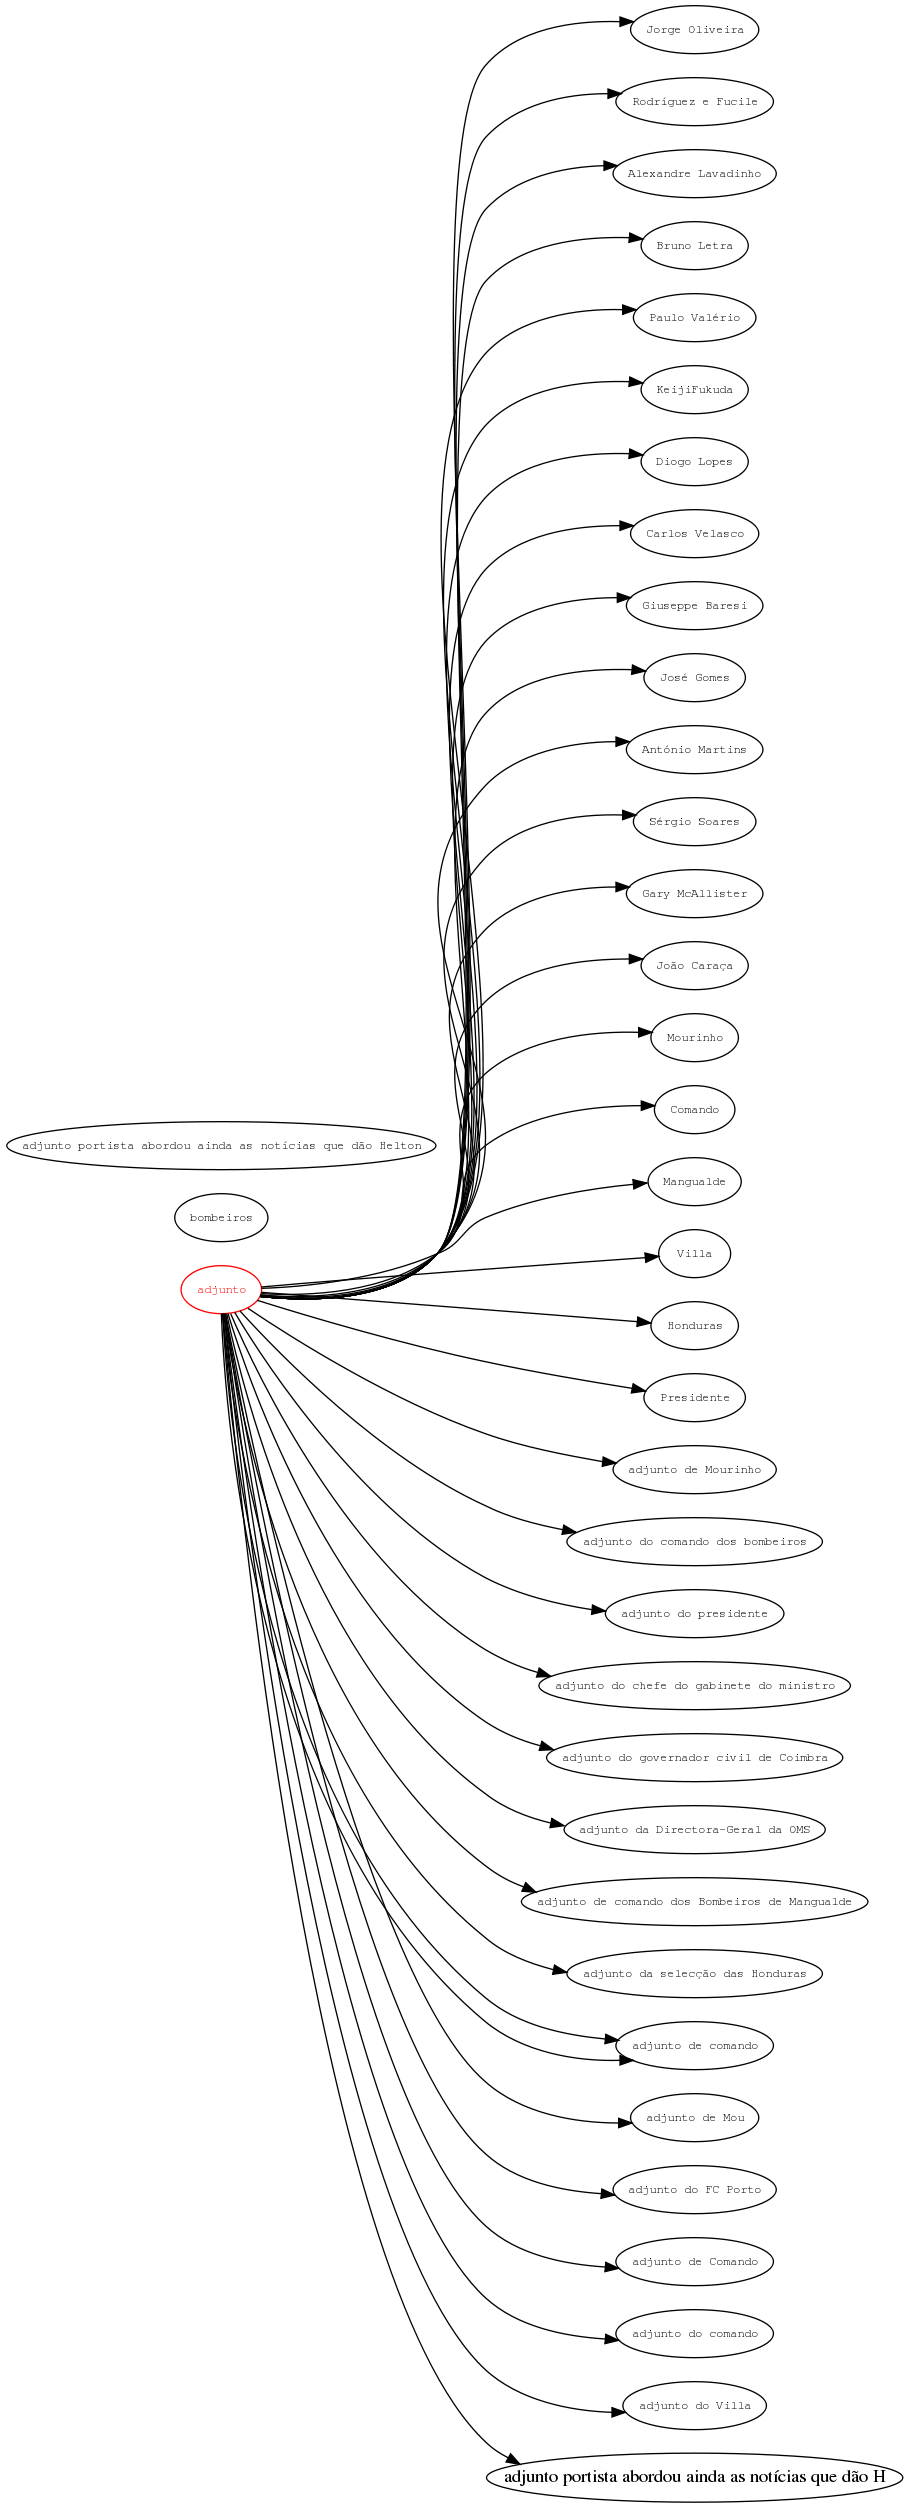 Jorge Oliveira
Rodríguez e Fucile
Alexandre Lavadinho
Bruno Letra
Paulo Valério
KeijiFukuda
Diogo Lopes
Carlos Velasco
Giuseppe Baresi
José Gomes
António Martins
Sérgio Soares
Gary McAllister
João Caraça
Mourinho
Comando
adjunto portista abordou ainda as notícias que dão Helton
Mangualde
bombeiros
Villa
adjunto
Honduras
Presidente
adjunto de Mourinho
adjunto do comando dos bombeiros
adjunto do presidente
adjunto do chefe do gabinete do ministro
adjunto do governador civil de Coimbra
adjunto da Directora-Geral da OMS
adjunto de comando dos Bombeiros de Mangualde
adjunto da selecção das Honduras
adjunto de comando
adjunto de Mou
adjunto do FC Porto
adjunto de Comando
adjunto do comando
adjunto do Villa
adjunto portista abordou ainda as notícias que dão H